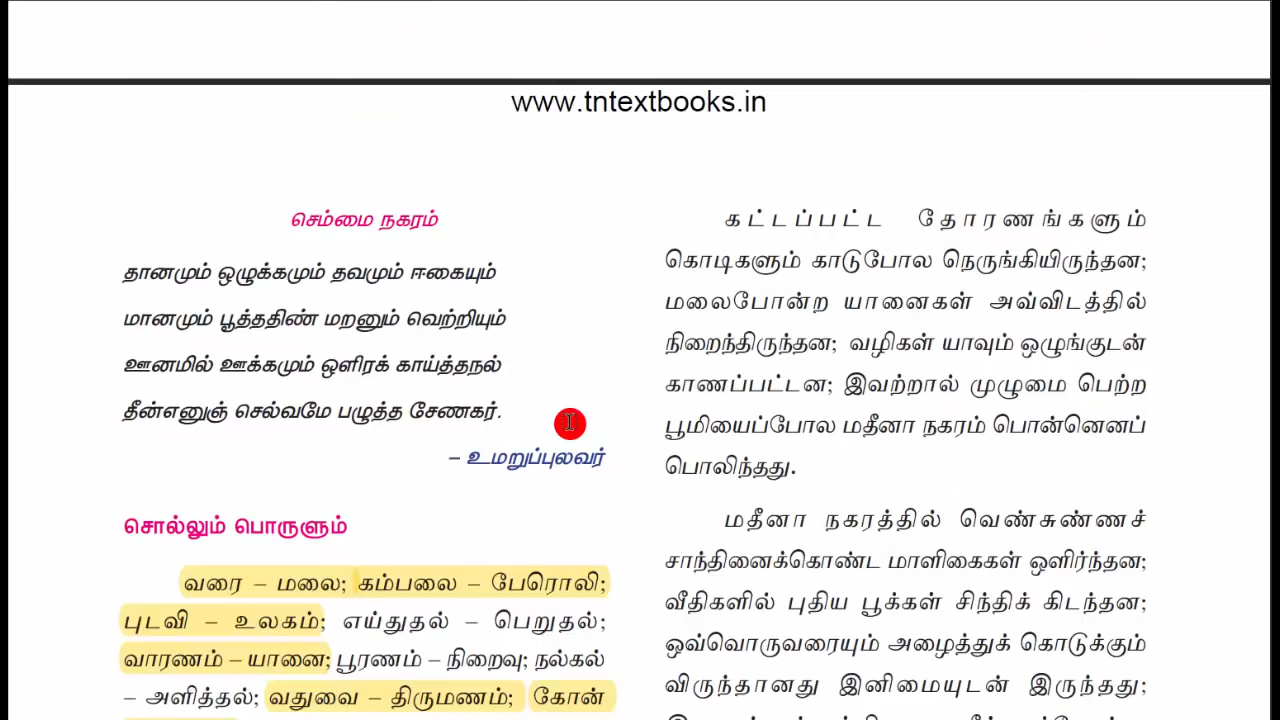 www.tntextbooks.in
செம்மை நகரம்
தானமும் ஒழுக்கமும் தவமும் ஈகையும்
மானமும் பூத்ததிண் மறனும் வெற்றியும்
ஊனமில் ஊக்கமும் ஒளிரக் காய்த்தநல்
தீன்எனுஞ் செல்வமே பழுத்த சேணகர்.
– உமறுப்புலவர்
சொல்லும் பொருளும்
வரை – மலை; கம்பலை – பேரொலி;
புடவி – உலகம்; எய்துதல் – பெறுதல்;
வாரணம் – யானை; பூரணம் – நிறைவு; நல்கல்
– அளித்தல்; வதுவை – திருமணம்; கோன்
கட்டப்பட்ட தோரணங்களும்
கொடிகளும் காடுபோல நெருங்கியிருந்தன;
மலைபோன்ற யானைகள் அவ்விடத்தில்
நிறைந்திருந்தன; வழிகள் யாவும் ஒழுங்குடன்
காணப்பட்டன; இவற்றால் முழுமை பெற்ற
பூமியைப்போல மதீனா நகரம் பொன்னெனப்
பொலிந்தது.
மதீனா நகரத்தில் வெண்சுண்ணச்
சாந்தினைக்கொண்ட மாளிகைகள் ஒளிர்ந்தன;
வீதிகளில் புதிய பூக்கள் சிந்திக் கிடந்தன;
ஒவ்வொருவரையும் அழைத்துக் கொடுக்கும்
விருந்தானது இனிமையுடன் இருந்தது;